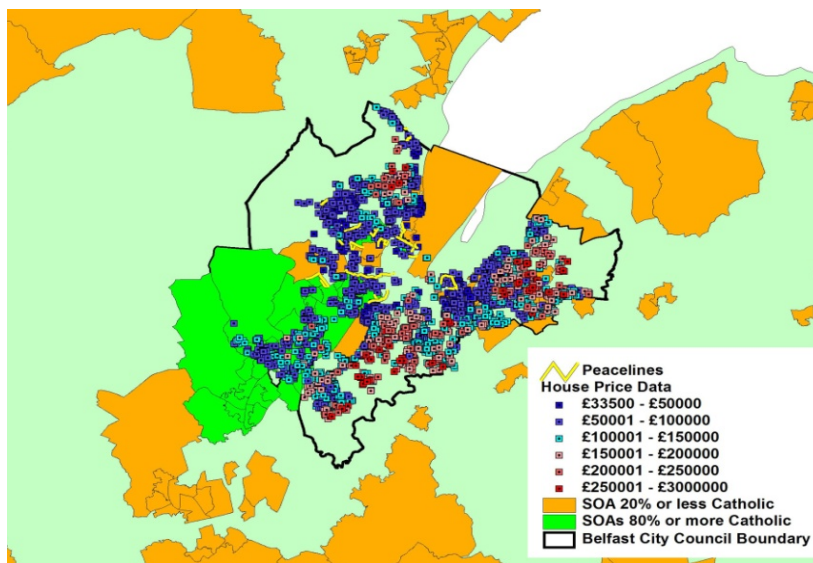 Peacelines
House Price Data
£33500 - £50000
£50001 - £100000
£100001 - £150000
£150001 - £200000
£200001 - £250000
£250001 - £3000000
SOA 20% or less Catholic
SOAs 80% or more Catholic
Belfast City Council Boundary